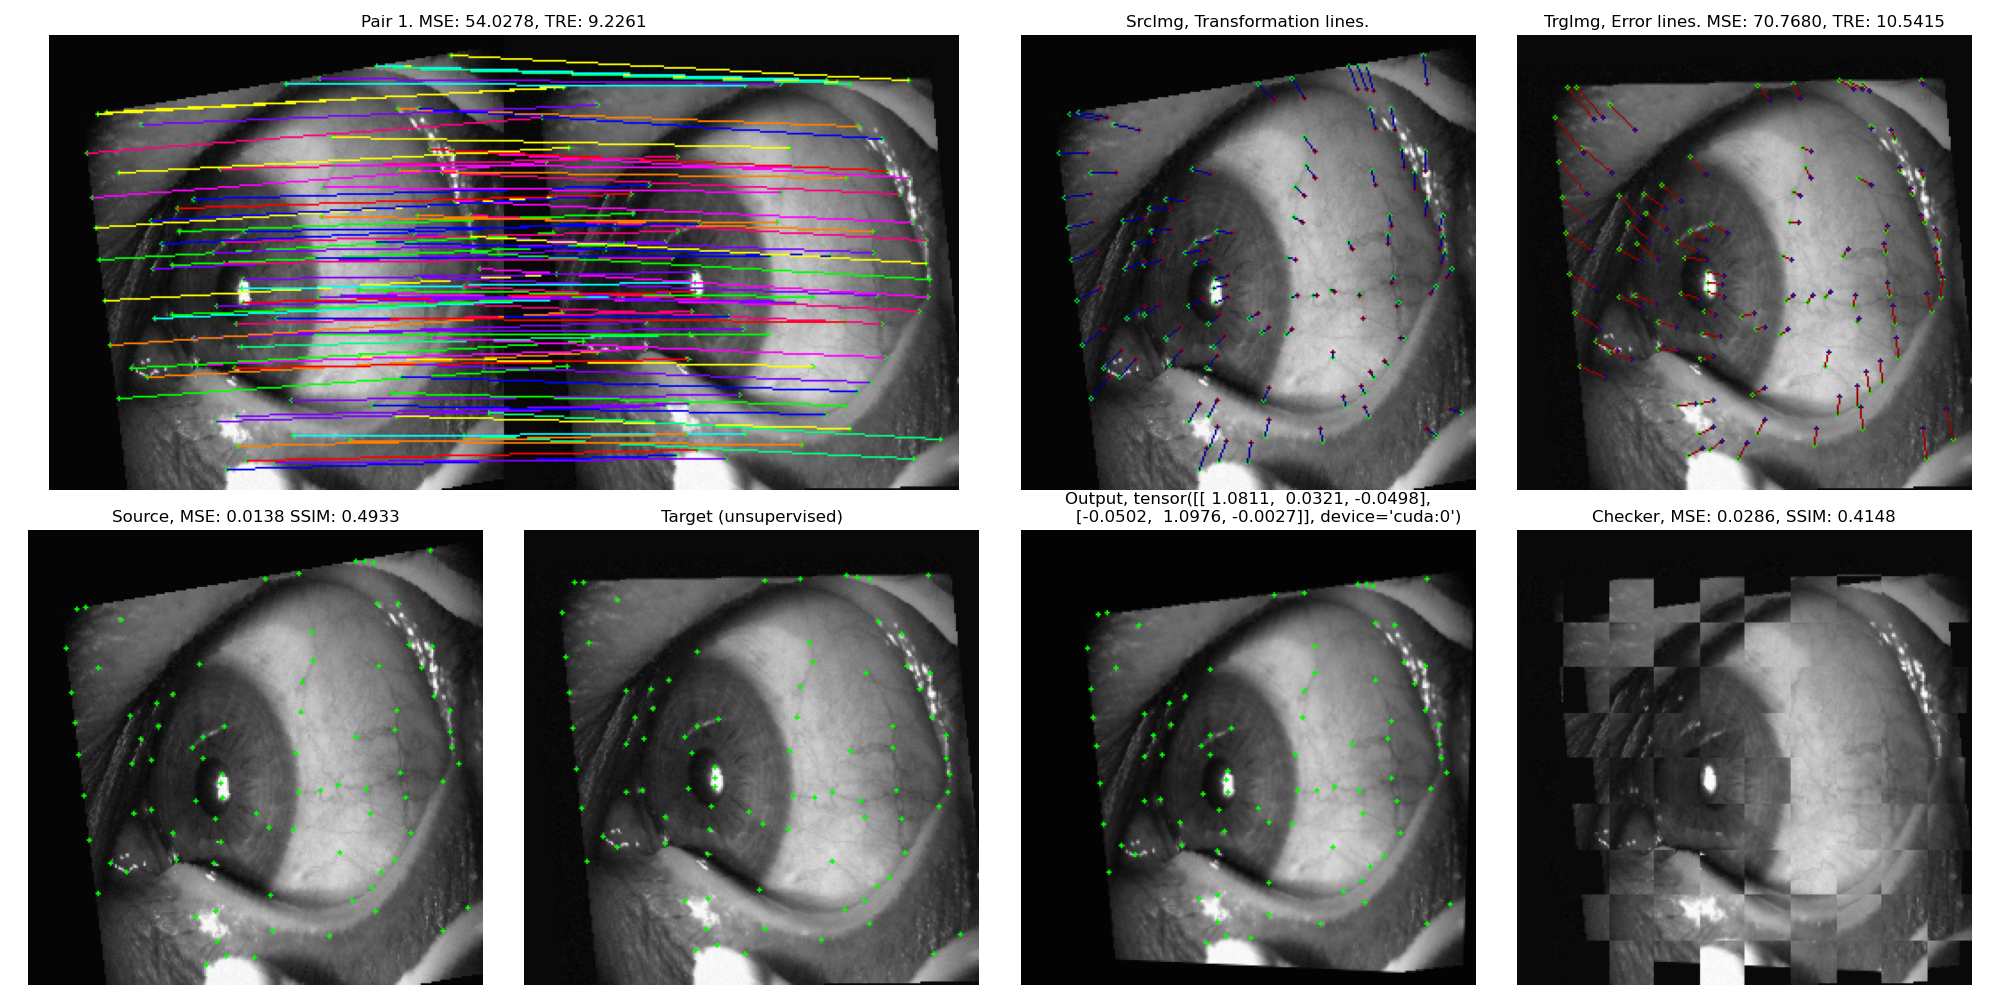 Pair 1. MSE: 54.0278, TRE: 9.2261
SrcImg, Transformation lines.
TrgImg, Error lines. MSE: 70.7680, TRE: 10.5415
Source, MSE: 0.0138 SSIM: 0.4933
Target (unsupervised)
Output, tensor([[ 1.0811,  0.0321, -0.0498],
[-0.0502,  1.0976, -0.0027]], device='cuda:0')
Checker, MSE: 0.0286, SSIM: 0.4148